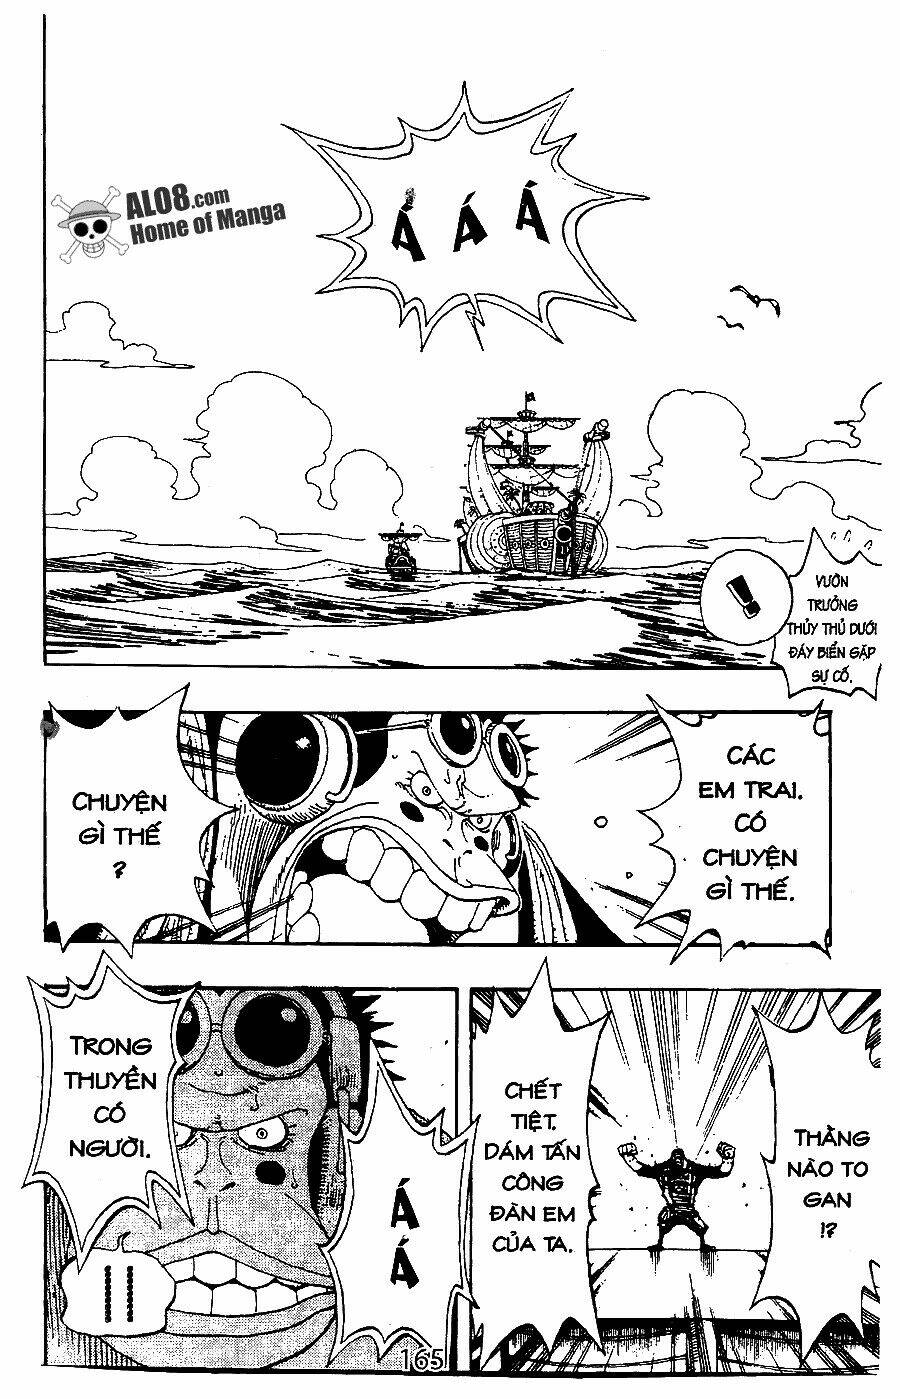 ALO8.com
Home of Manga
Á Á Á
!
VƯỜN
TRƯỞNG
THỦY THỦ DƯỚI
ĐÁY BIỂN GẶP
SỰ CỐ.
CÁC
EM TRAI.
CÓ
CHUYỆN
GÌ THẾ.
CHUYỆN
GÌ THẾ
?
THẰNG
NÀO TO
GAN
!?
CHẾT
TIỆT.
DÁM TẤN
CÔNG
ĐÀN EM
CỦA TA.
Á
Á
TRONG
THUYỀN
CÓ
NGƯỜI.
!!
165